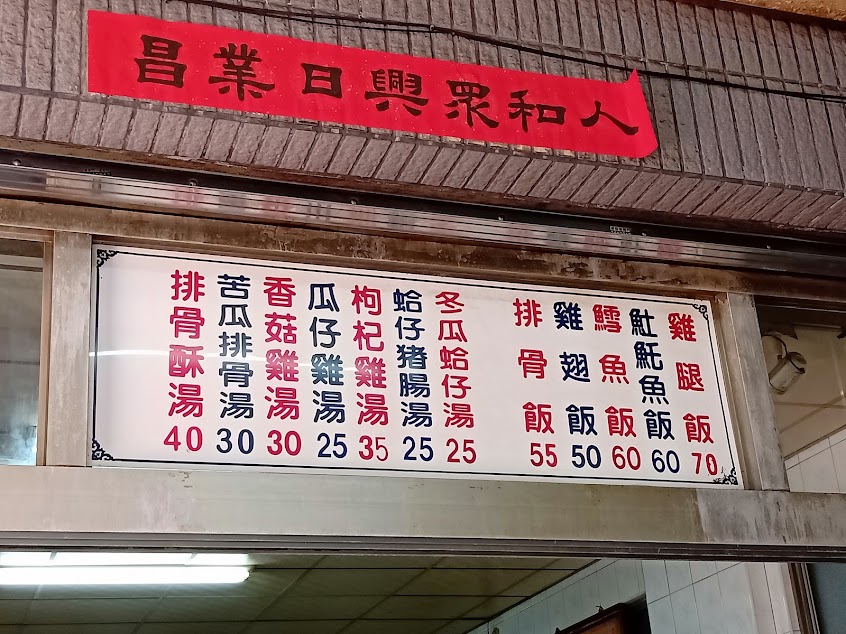 人和眾興日業昌
雞腿飯 70
魠魚飯 60
鱈魚飯 60
雞翅飯 50
排骨飯 55
冬瓜蛤仔湯 25
蛤仔猪腸湯 25
枸杞雞湯 35
瓜仔雞湯 25
香菇雞湯 30
苦瓜排骨湯 30
排骨酥湯 40